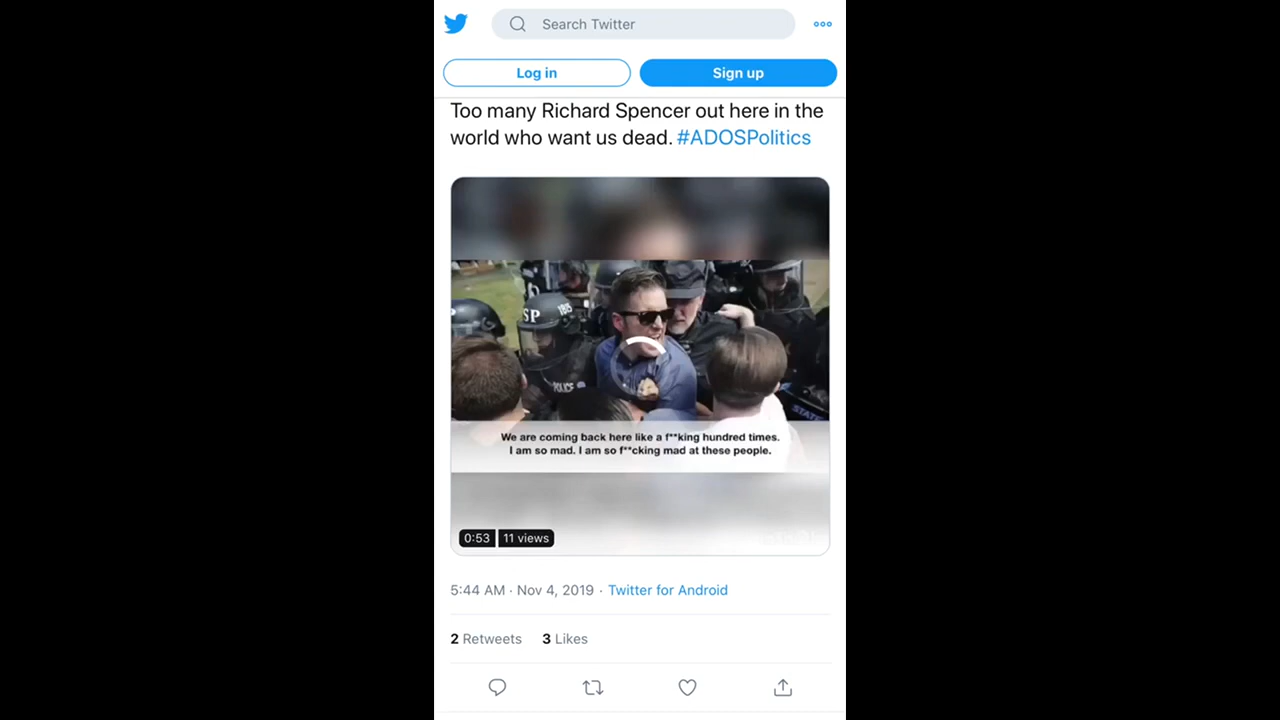 Search Twitter
Log in
Sign up
Too many Richard Spencer out here in the
world who want us dead. #ADOSPolitics
SP
1815
POLICE
STATE
We are coming back here like a f**king hundred times.
I am so mad. I am so f**cking mad at these people.
0:53
11 views
5:44 AM · Nov 4, 2019 · Twitter for Android
2 Retweets
3 Likes